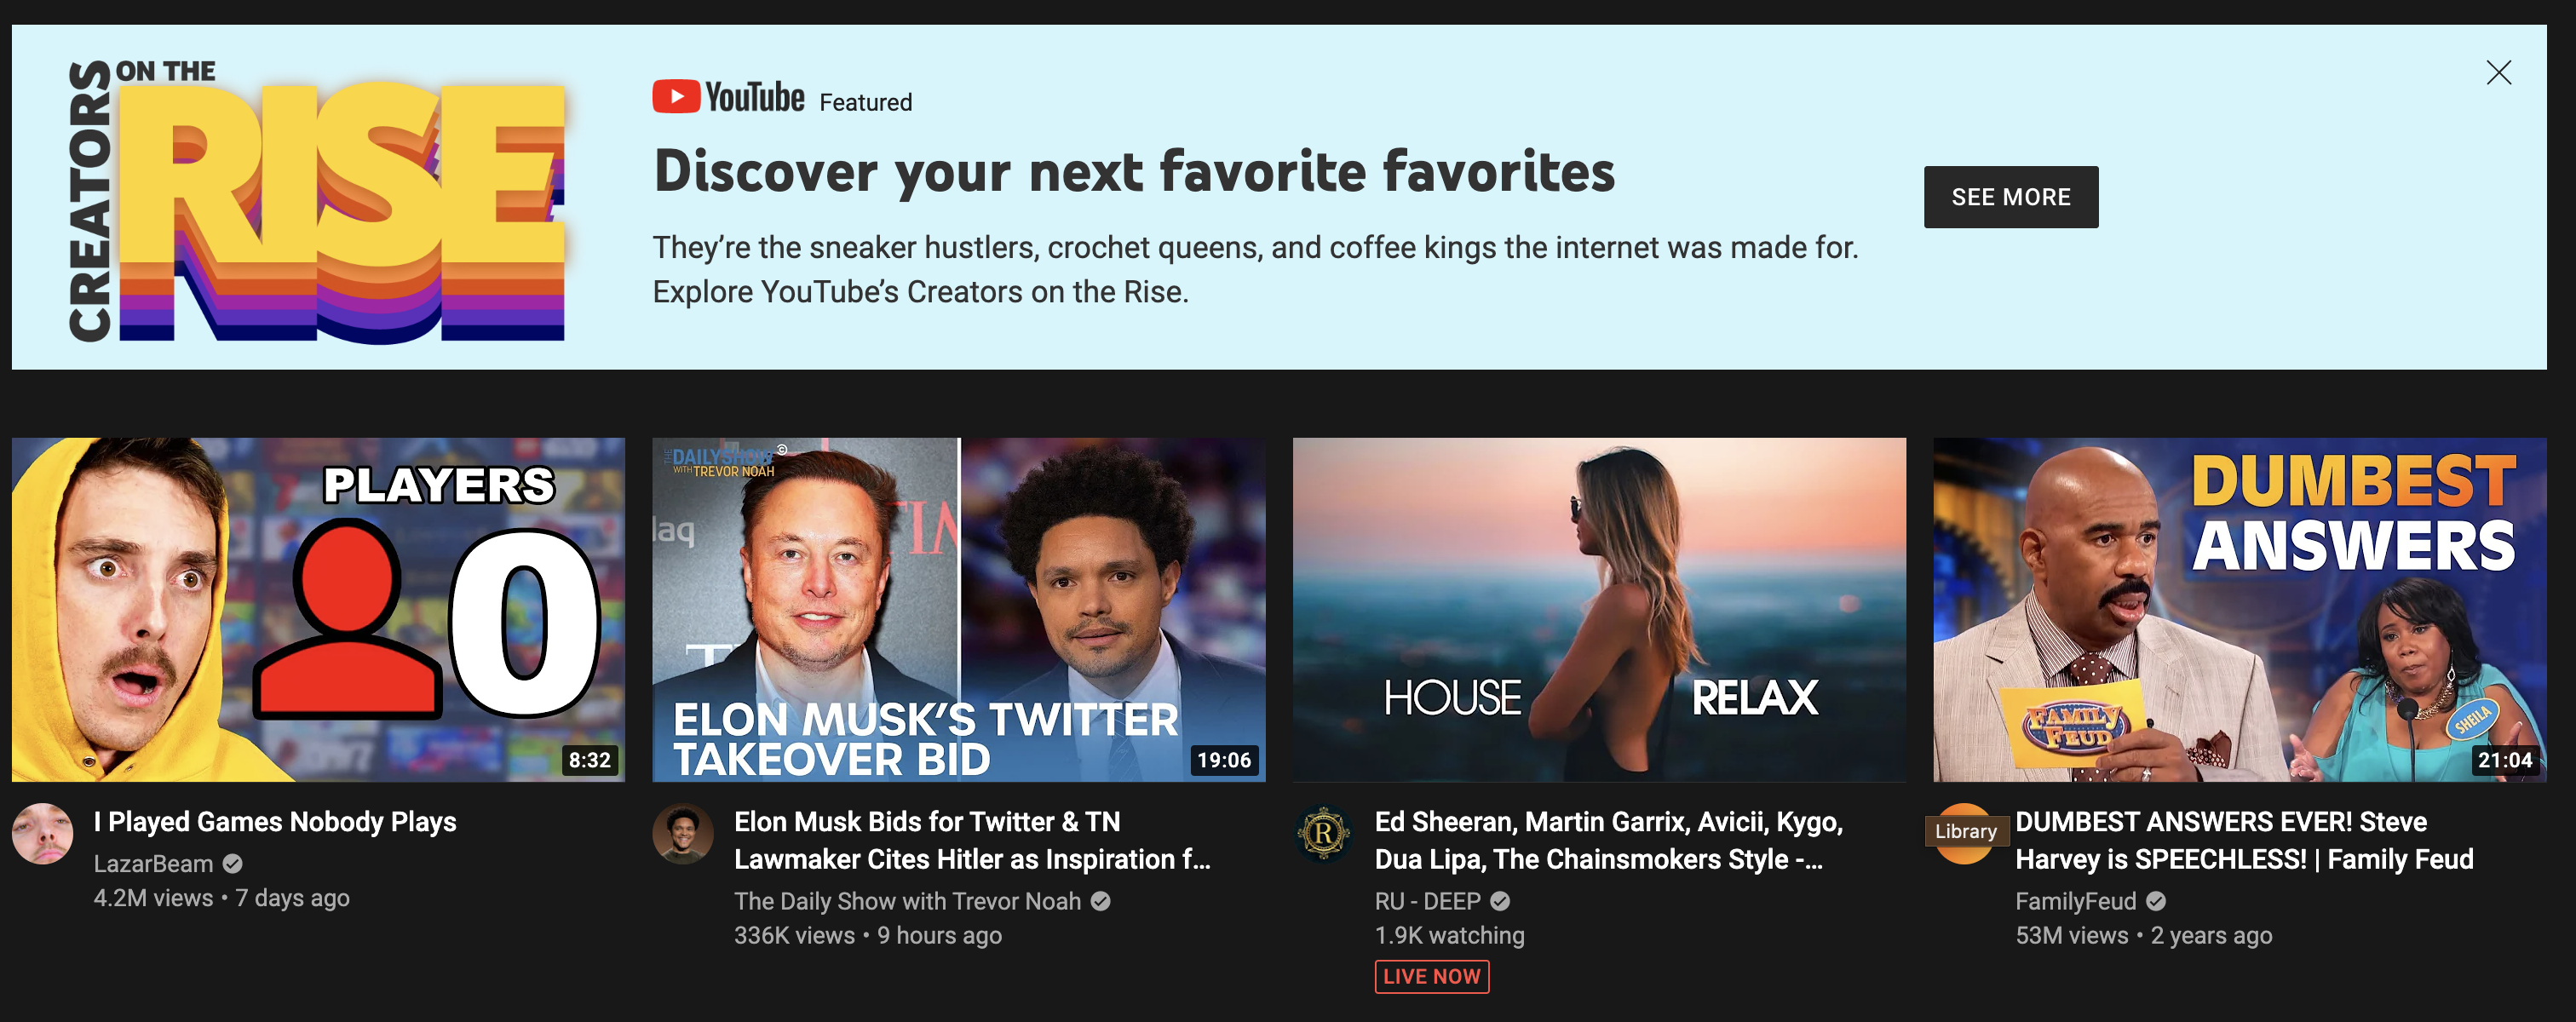 CREATORS
ON THE
RISE
YouTube Featured
Discover your next favorite favorites
They’re the sneaker hustlers, crochet queens, and coffee kings the internet was made for.
Explore YouTube’s Creators on the Rise.
SEE MORE
PLAYERS
0
8:32
I Played Games Nobody Plays
LazarBeam
4.2M views • 7 days ago
THE DAILYSHOW
WITH TREVOR NOAH
laq
TIM
T
ELON MUSK’S TWITTER
TAKEOVER BID
19:06
Elon Musk Bids for Twitter & TN
Lawmaker Cites Hitler as Inspiration f...
The Daily Show with Trevor Noah
336K views • 9 hours ago
HOUSE RELAX
R
Ed Sheeran, Martin Garrix, Avicii, Kygo,
Dua Lipa, The Chainsmokers Style -...
RU - DEEP
1.9K watching
LIVE NOW
DUMBEST
ANSWERS
FAMILY
FEUD
SHEILA
21:04
Library
DUMBEST ANSWERS EVER! Steve
Harvey is SPEECHLESS! | Family Feud
FamilyFeud
53M views • 2 years ago